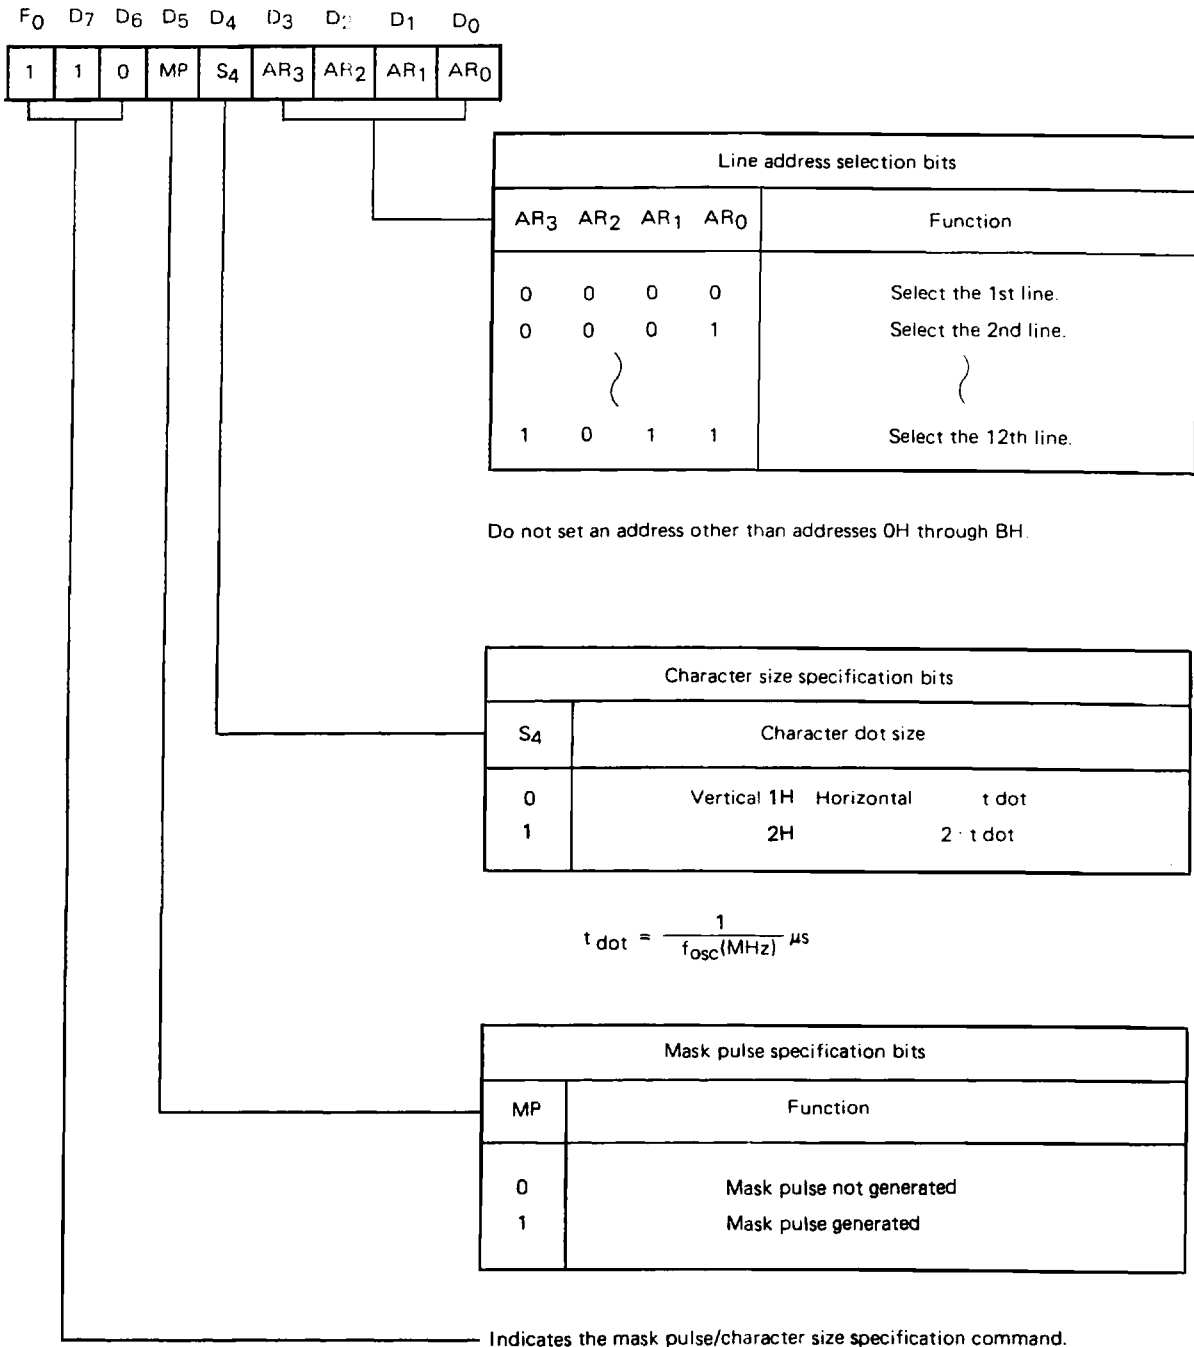 F0 D7 D6 D5 D4 D3 D2 D1 D0
1 1 0 MP S4 AR3 AR2 AR1 AR0
Line address selection bits
AR3 AR2 AR1 AR0 Function
0 0 0 0 Select the 1st line.
0 0 0 1 Select the 2nd line.
1 0 1 1 Select the 12th line.
Do not set an address other than addresses 0H through BH.
Character size specification bits
S4 Character dot size
0 Vertical 1H Horizontal t dot
1 2H 2 · t dot
t dot = 1 / fosc(MHz) µs
Mask pulse specification bits
MP Function
0 Mask pulse not generated
1 Mask pulse generated
Indicates the mask pulse/character size specification command.